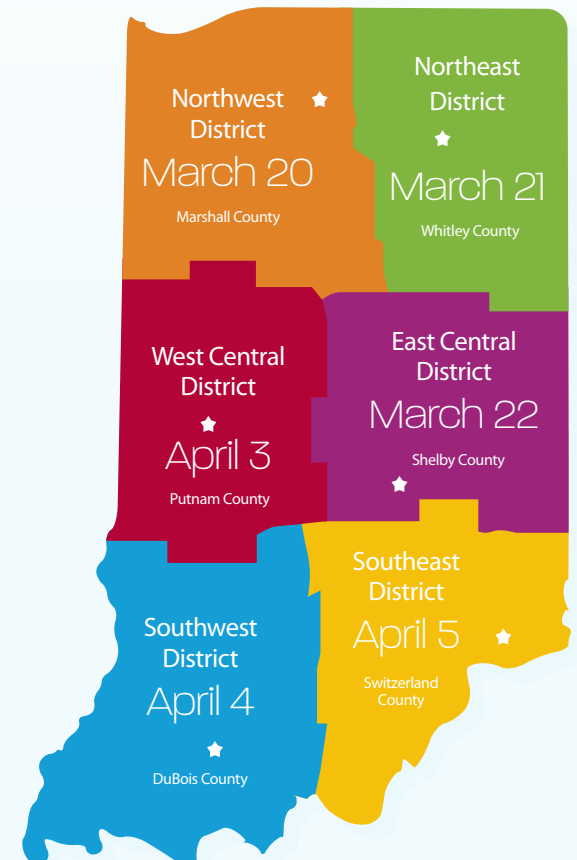 Northwest
District
March 20
Marshall County
Northeast
District
March 21
Whitley County
West Central
District
April 3
Putnam County
East Central
District
March 22
Shelby County
Southwest
District
April 4
DuBois County
Southeast
District
April 5
Switzerland
County